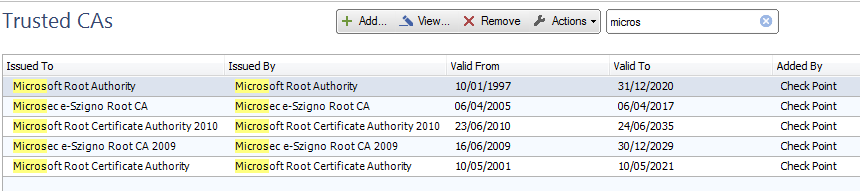 Trusted CAs
Add... View... Remove Actions micros
Issued To Issued By Valid From Valid To Added By
Microsoft Root Authority Microsoft Root Authority 10/01/1997 31/12/2020 Check Point
Microsec e-Szigno Root CA Microsec e-Szigno Root CA 06/04/2005 06/04/2017 Check Point
Microsoft Root Certificate Authority 2010 Microsoft Root Certificate Authority 2010 23/06/2010 24/06/2035 Check Point
Microsec e-Szigno Root CA 2009 Microsec e-Szigno Root CA 2009 16/06/2009 30/12/2029 Check Point
Microsoft Root Certificate Authority Microsoft Root Certificate Authority 10/05/2001 10/05/2021 Check Point